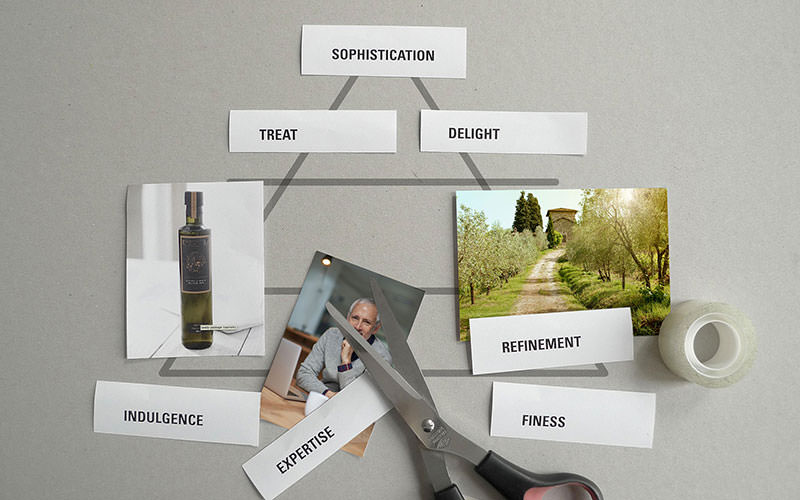 SOPHISTICATION
TREAT
DELIGHT
REFINEMENT
INDULGENCE
EXPERTISE
FINESS